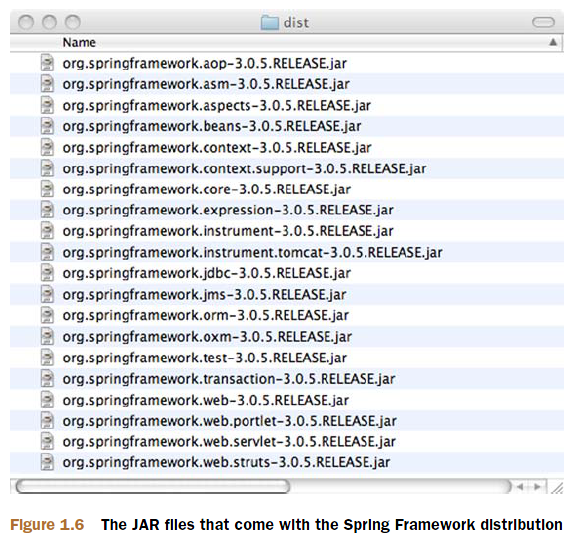 dist
Name
org.springframework.aop-3.0.5.RELEASE.jar
org.springframework.asm-3.0.5.RELEASE.jar
org.springframework.aspects-3.0.5.RELEASE.jar
org.springframework.beans-3.0.5.RELEASE.jar
org.springframework.context-3.0.5.RELEASE.jar
org.springframework.context.support-3.0.5.RELEASE.jar
org.springframework.core-3.0.5.RELEASE.jar
org.springframework.expression-3.0.5.RELEASE.jar
org.springframework.instrument-3.0.5.RELEASE.jar
org.springframework.instrument.tomcat-3.0.5.RELEASE.jar
org.springframework.jdbc-3.0.5.RELEASE.jar
org.springframework.jms-3.0.5.RELEASE.jar
org.springframework.orm-3.0.5.RELEASE.jar
org.springframework.oxm-3.0.5.RELEASE.jar
org.springframework.test-3.0.5.RELEASE.jar
org.springframework.transaction-3.0.5.RELEASE.jar
org.springframework.web-3.0.5.RELEASE.jar
org.springframework.web.portlet-3.0.5.RELEASE.jar
org.springframework.web.servlet-3.0.5.RELEASE.jar
org.springframework.web.struts-3.0.5.RELEASE.jar
Figure 1.6 The JAR files that come with the Spring Framework distribution